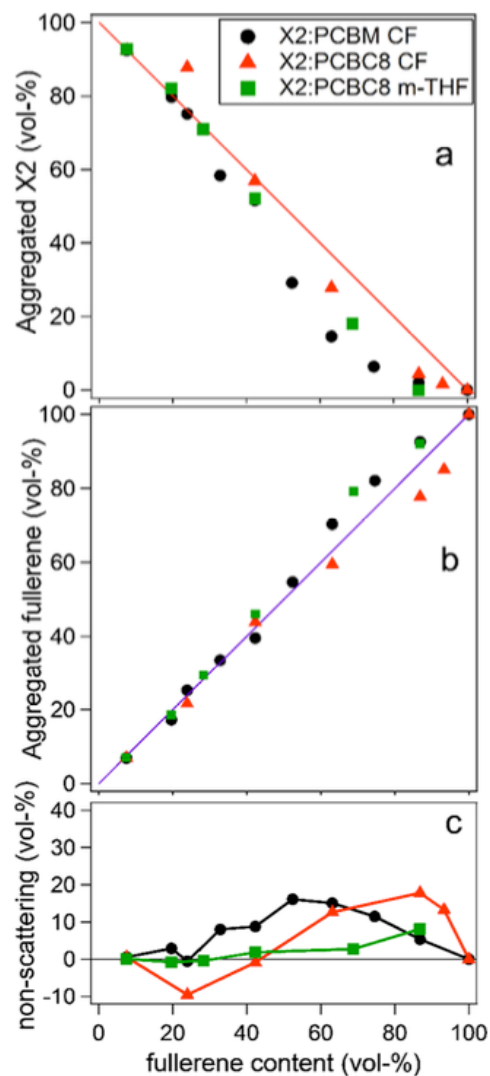 100
80
60
40
20
0
Aggregated X2 (vol-%)
X2:PCBM CF
X2:PCBC8 CF
X2:PCBC8 m-THF
a
100
80
60
40
20
0
Aggregated fullerene (vol-%)
b
40
30
20
10
0
-10
non-scattering (vol-%)
c
0
20
40
60
80
100
fullerene content (vol-%)